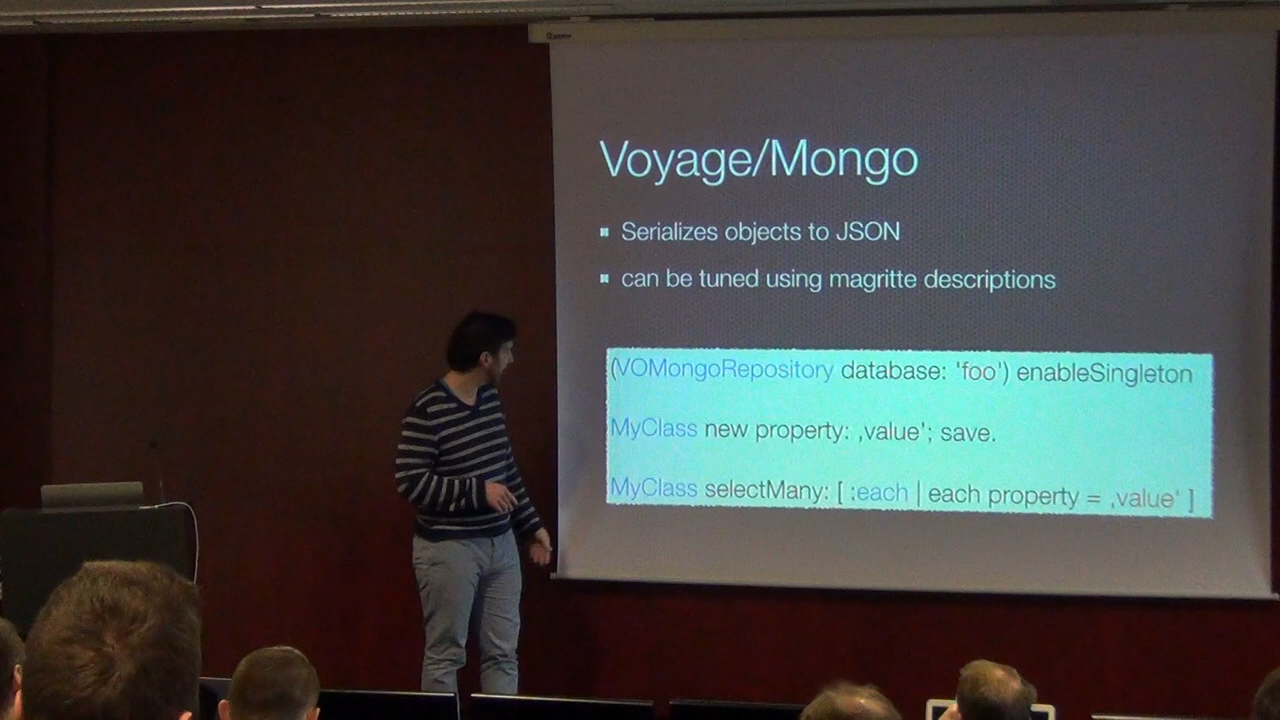 Voyage/Mongo
Serializes objects to JSON
can be tuned using magritte descriptions
(VOMongoRepository database: 'foo') enableSingleton
MyClass new property: ‚value'; save.
MyClass selectMany: [ :each | each property = ‚value' ]